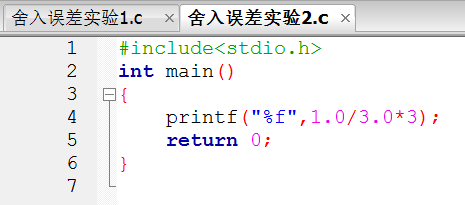 舍入误差实验1.c × 舍入误差实验2.c ×
1 #include<stdio.h>
2 int main()
3 {
4 printf("%f",1.0/3.0*3);
5 return 0;
6 }
7